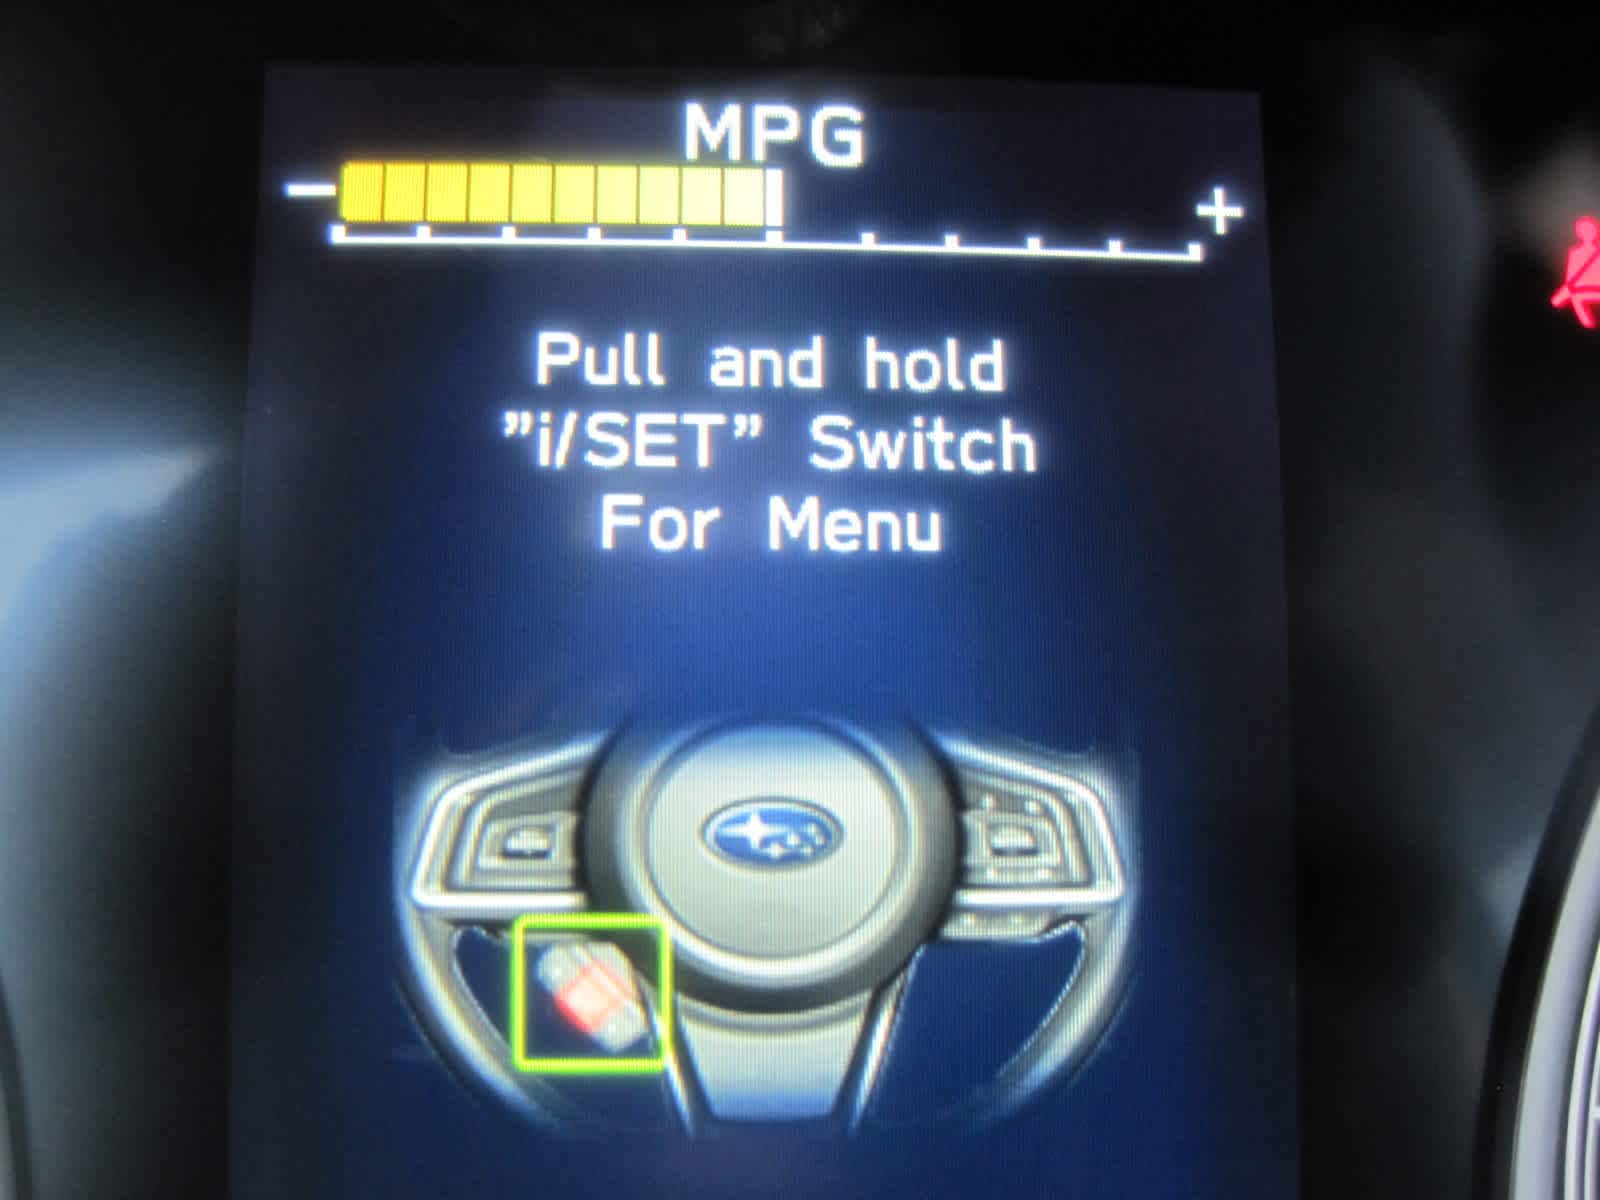 MPG
- +
Pull and hold
"i/SET" Switch
For Menu